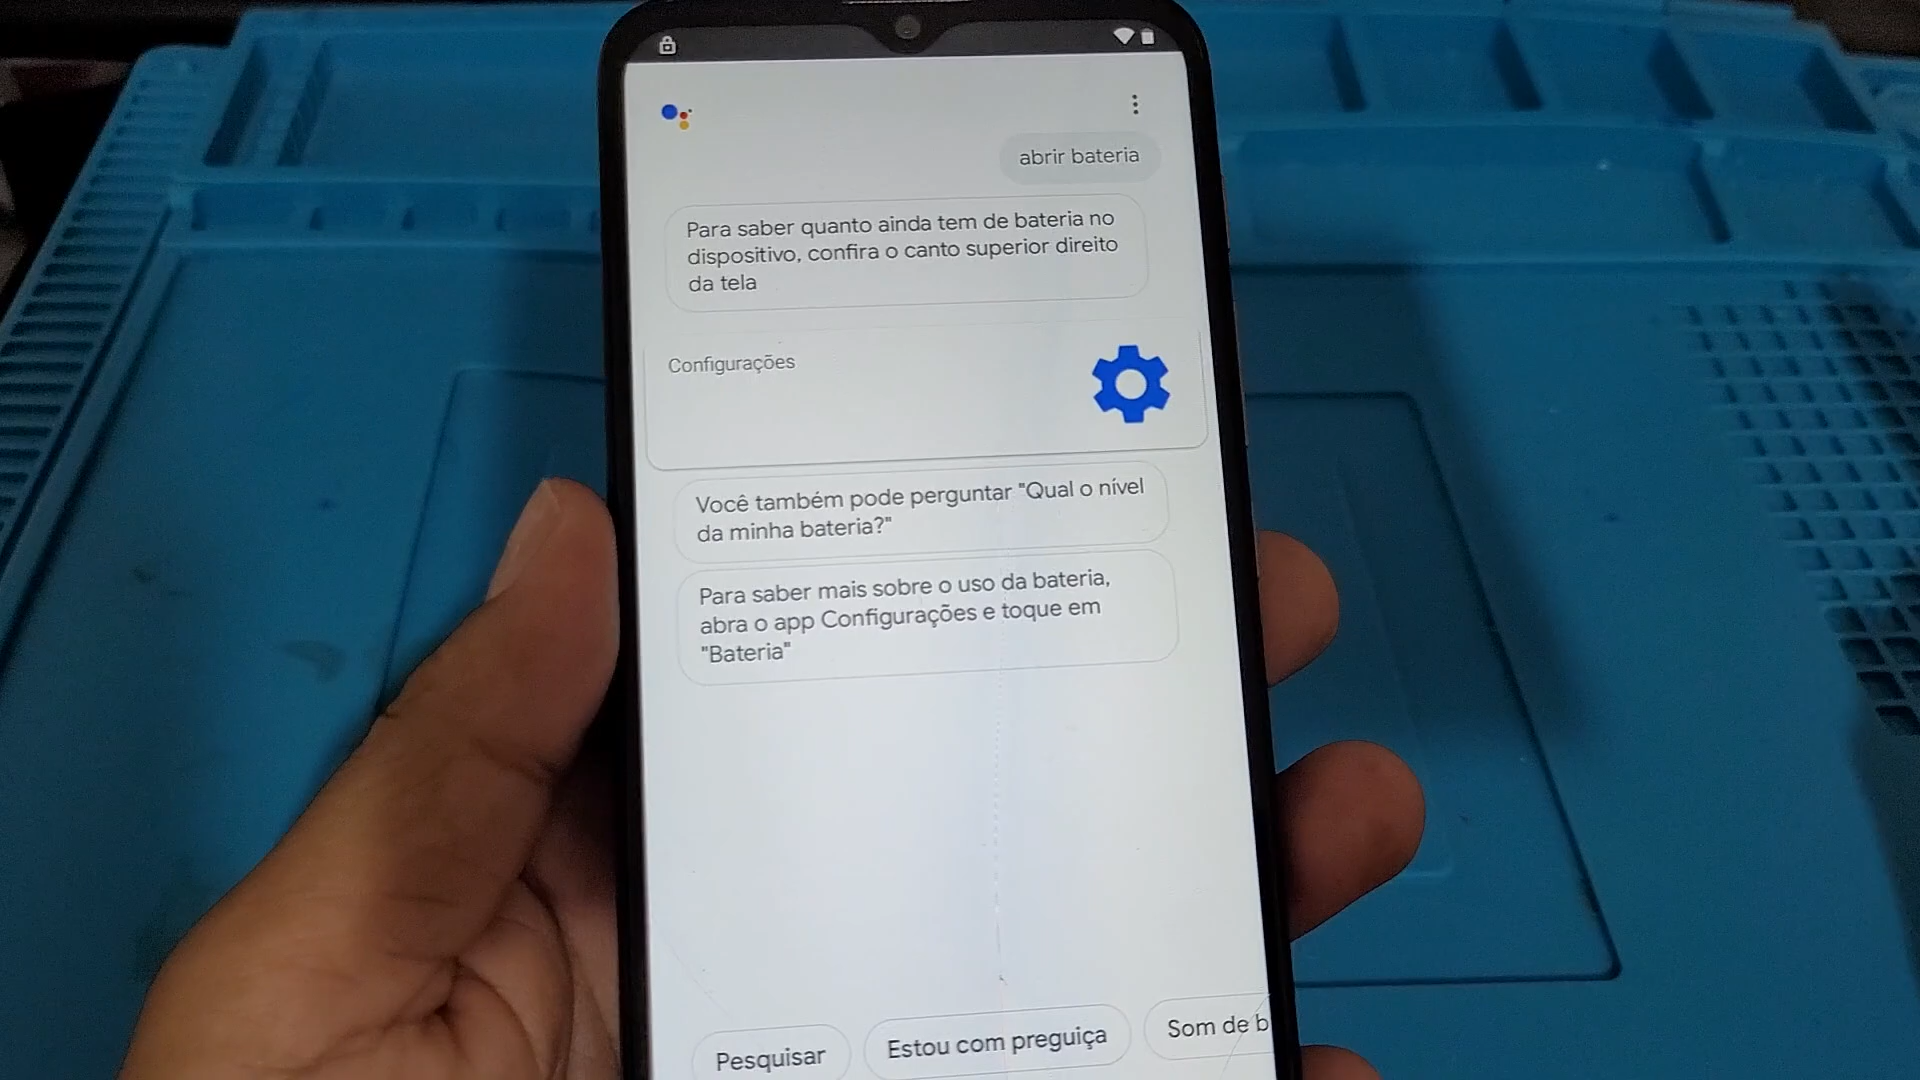 abrir bateria
Para saber quanto ainda tem de bateria no
dispositivo, confira o canto superior direito
da tela
Configurações
Você também pode perguntar "Qual o nível
da minha bateria?"
Para saber mais sobre o uso da bateria,
abra o app Configurações e toque em
"Bateria"
Pesquisar
Estou com preguiça
Som de b